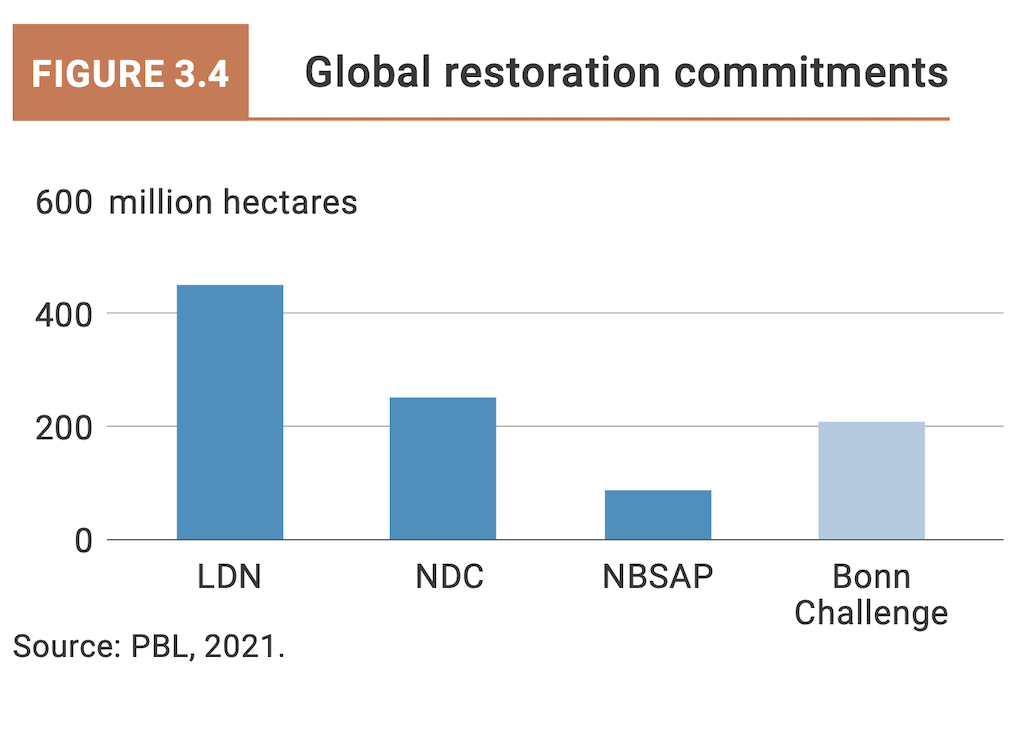 FIGURE 3.4
Global restoration commitments
600 million hectares
400
200
0
LDN
NDC
NBSAP
Bonn
Challenge
Source: PBL, 2021.